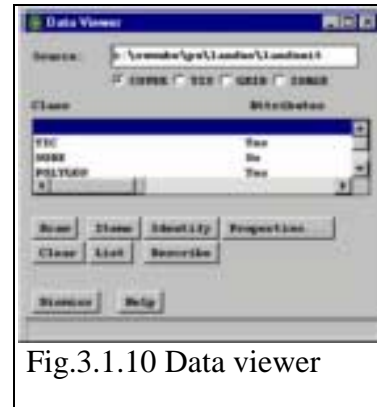 Data Viewer
Source:
COVER TIN GRID IMAGE
Class Attributes
TIC Yes
NODE No
POLYGON Yes
Items Identify Properties...
Clear List Describe
Dismiss Help
Fig.3.1.10 Data viewer